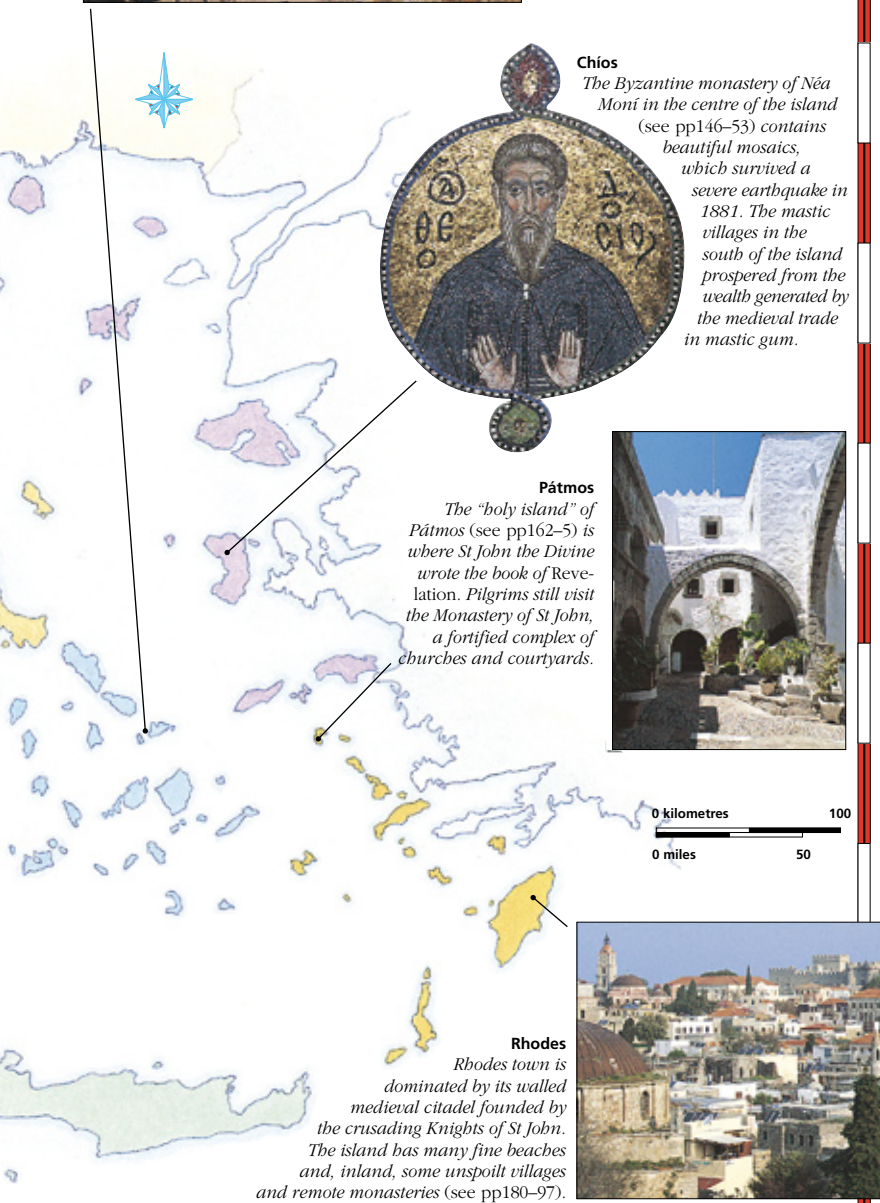 Chíos
The Byzantine monastery of Néa
Moní in the centre of the island
(see pp146–53) contains
beautiful mosaics,
which survived a
severe earthquake in
1881. The mastic
villages in the
south of the island
prospered from the
wealth generated by
the medieval trade
in mastic gum.
ΘΕ
Ο
CIO
Pátmos
The “holy island” of
Pátmos (see pp162–5) is
where St John the Divine
wrote the book of Reve-
lation. Pilgrims still visit
the Monastery of St John,
a fortified complex of
churches and courtyards.
0 kilometres 100
0 miles 50
Rhodes
Rhodes town is
dominated by its walled
medieval citadel founded by
the crusading Knights of St John.
The island has many fine beaches
and, inland, some unspoilt villages
and remote monasteries (see pp180–97).